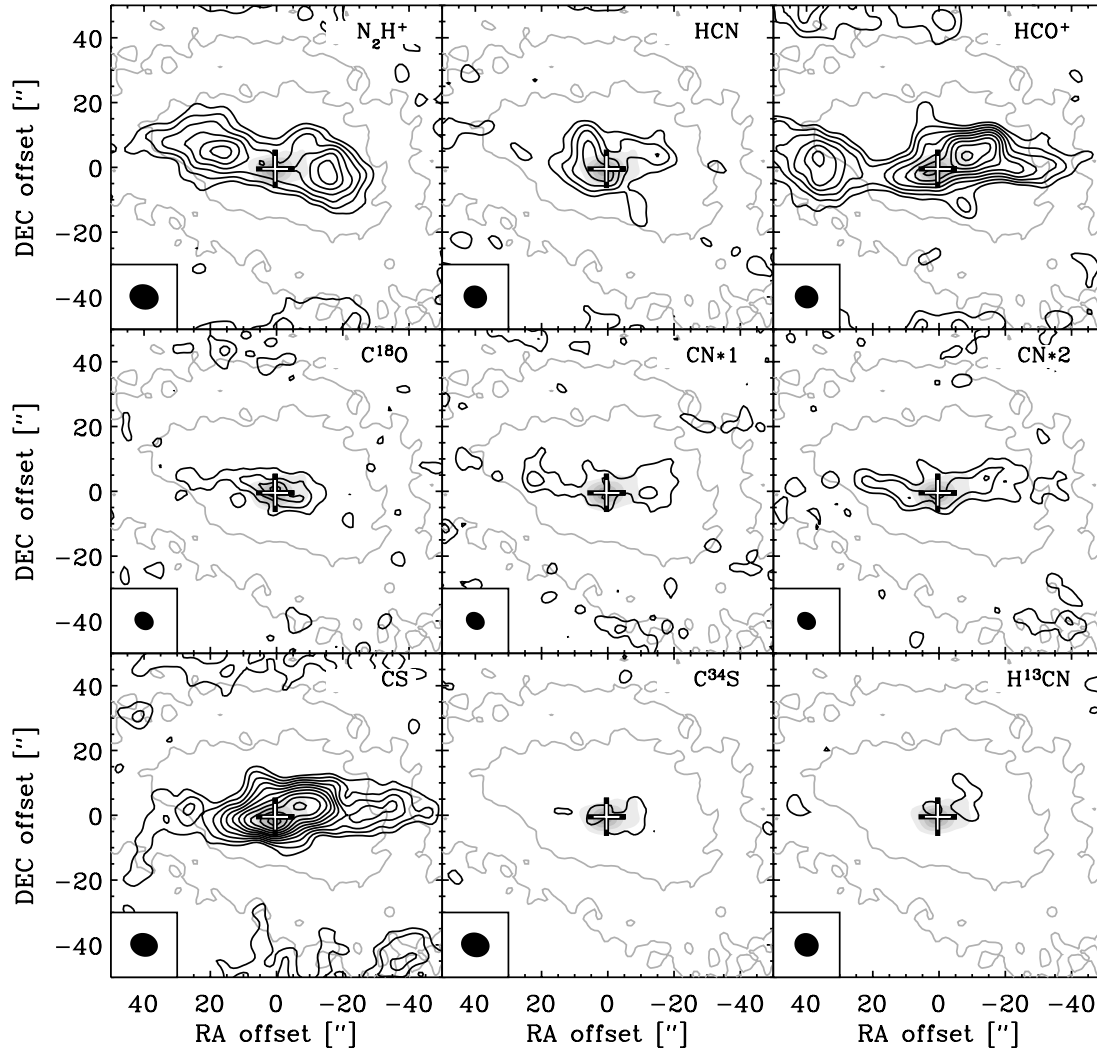 N₂H⁺ HCN HCO⁺
40
20
0
-20
-40
DEC offset ["]
C¹⁸O CN*1 CN*2
40
20
0
-20
-40
DEC offset ["]
CS C³⁴S H¹³CN
40
20
0
-20
-40
DEC offset ["]
40 20 0 -20 -40 40 20 0 -20 -40 40 20 0 -20 -40
RA offset ["] RA offset ["] RA offset ["]